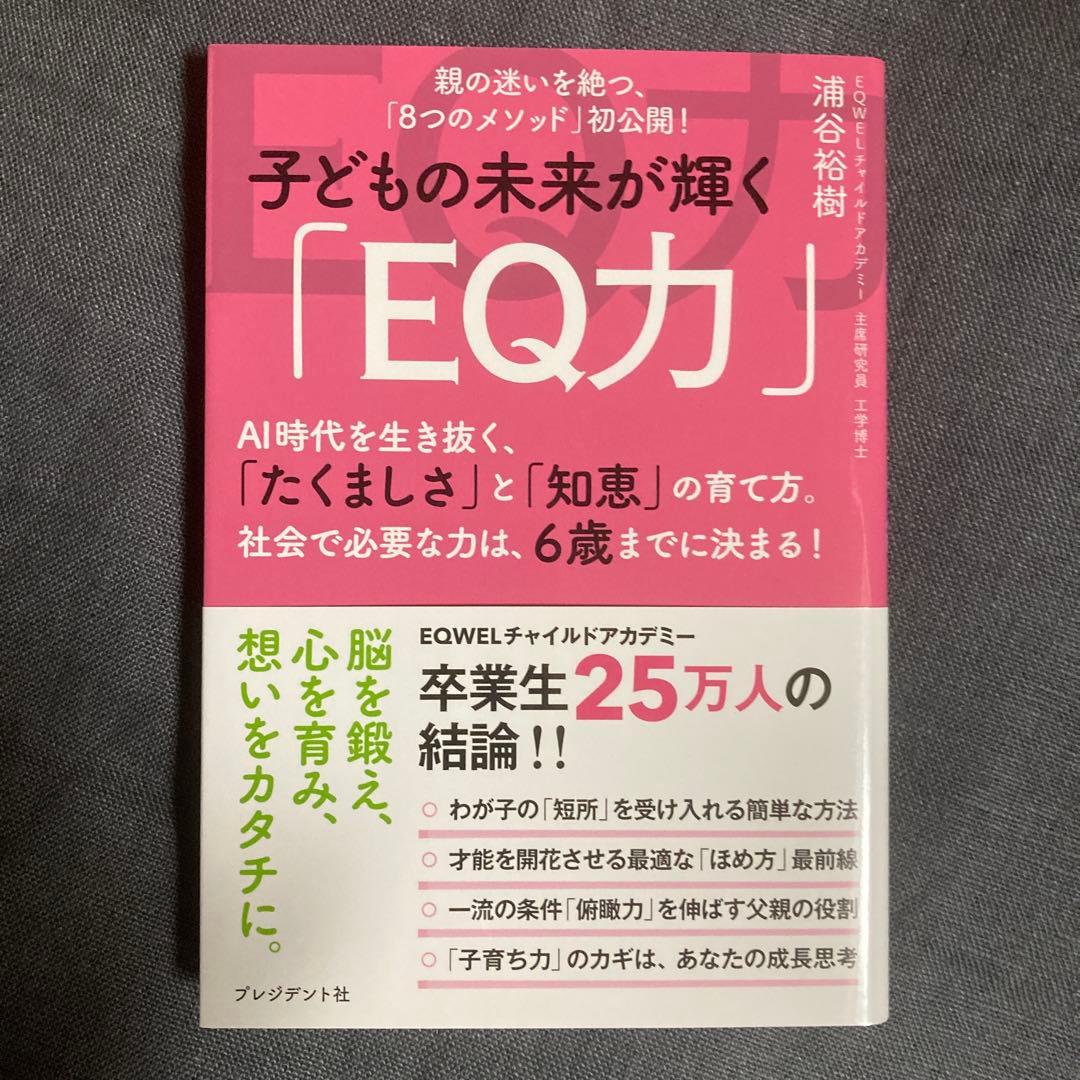 親の迷いを絶つ、
「8つのメソッド」初公開!
子どもの未来が輝く
「EQ力」
EQ力
浦谷裕樹
EQWELチャイルドアカデミー 主席研究員 工学博士
AI時代を生き抜く、
「たくましさ」と「知恵」の育て方。
社会で必要な力は、6歳までに決まる!
脳を鍛え、
心を育み、
想いをカタチに。
EQWELチャイルドアカデミー
卒業生25万人の
結論!!
○ わが子の「短所」を受け入れる簡単な方法
○ 才能を開花させる最適な「ほめ方」最前線
○ 一流の条件「俯瞰力」を伸ばす父親の役割
○ 「子育ち力」のカギは、あなたの成長思考
プレジデント社